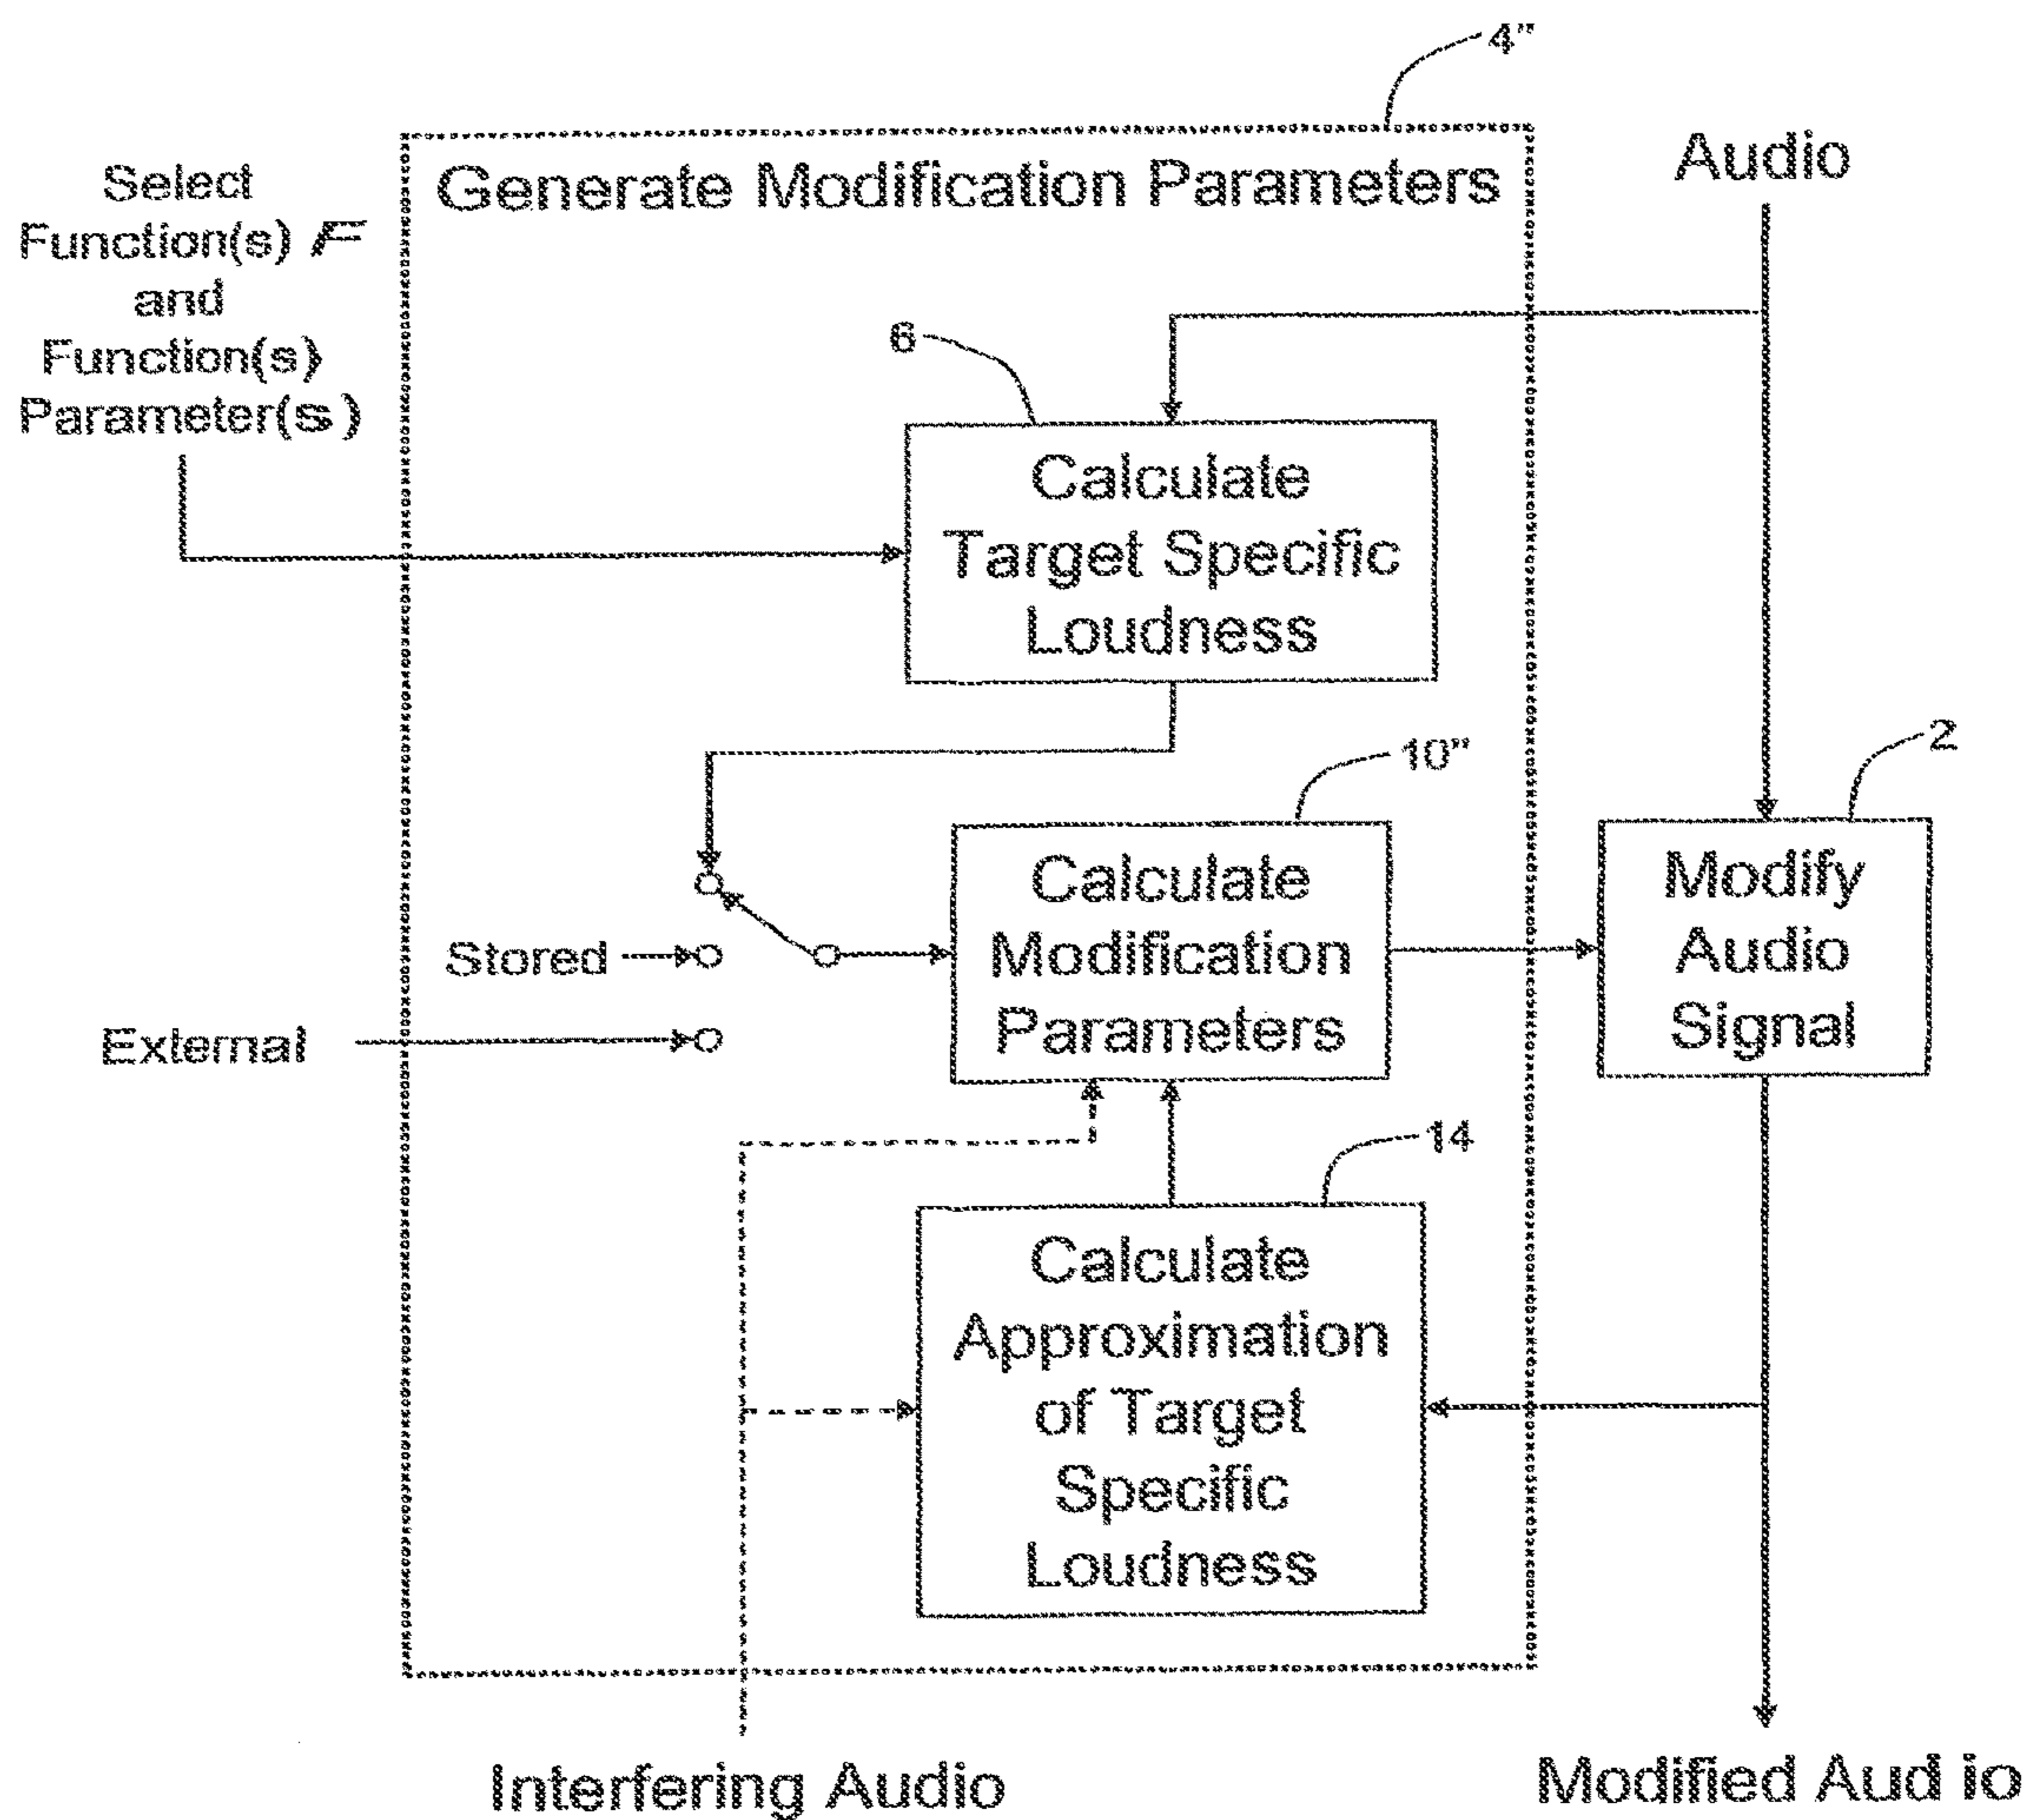 4"
Select
Function(s) F
and
Function(s)
Parameter(s)
Generate Modification Parameters
Audio
6
Calculate
Target Specific
Loudness
10"
2
Calculate
Modification
Parameters
Modify
Audio
Signal
Stored
External
14
Calculate
Approximation
of Target
Specific
Loudness
Interfering Audio
Modified Aud io